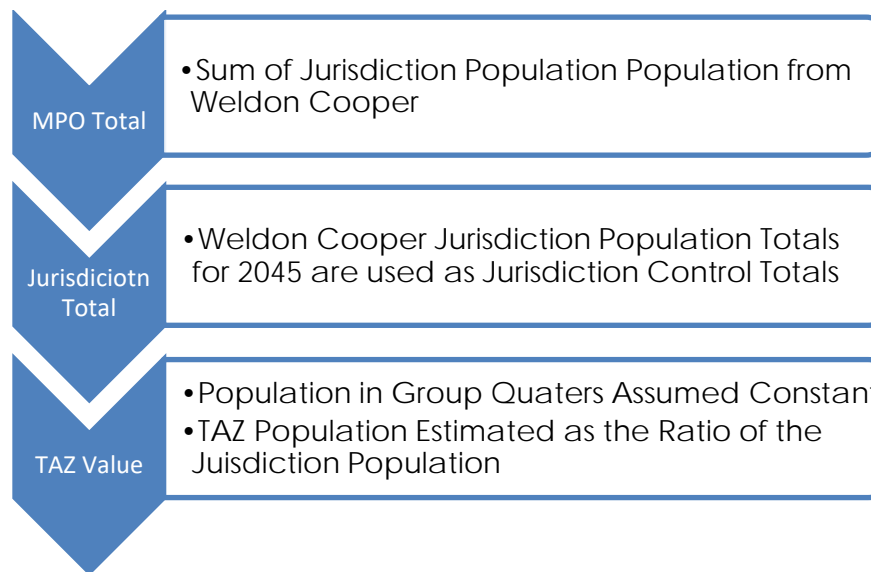 MPO Total
•Sum of Jurisdiction Population Population from
Weldon Cooper
Jurisdiciotn
Total
•Weldon Cooper Jurisdiction Population Totals
for 2045 are used as Jurisdiction Control Totals
TAZ Value
•Population in Group Quaters Assumed Constant
•TAZ Population Estimated as the Ratio of the
Juisdiction Population